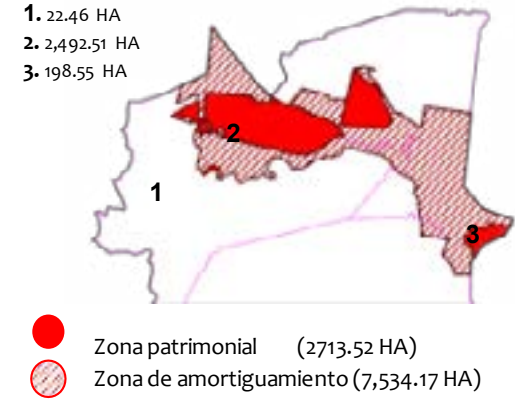 1. 22.46 HA
2. 2,492.51 HA
3. 198.55 HA
2
1
3
Zona patrimonial (2713.52 HA)
Zona de amortiguamiento (7,534.17 HA)